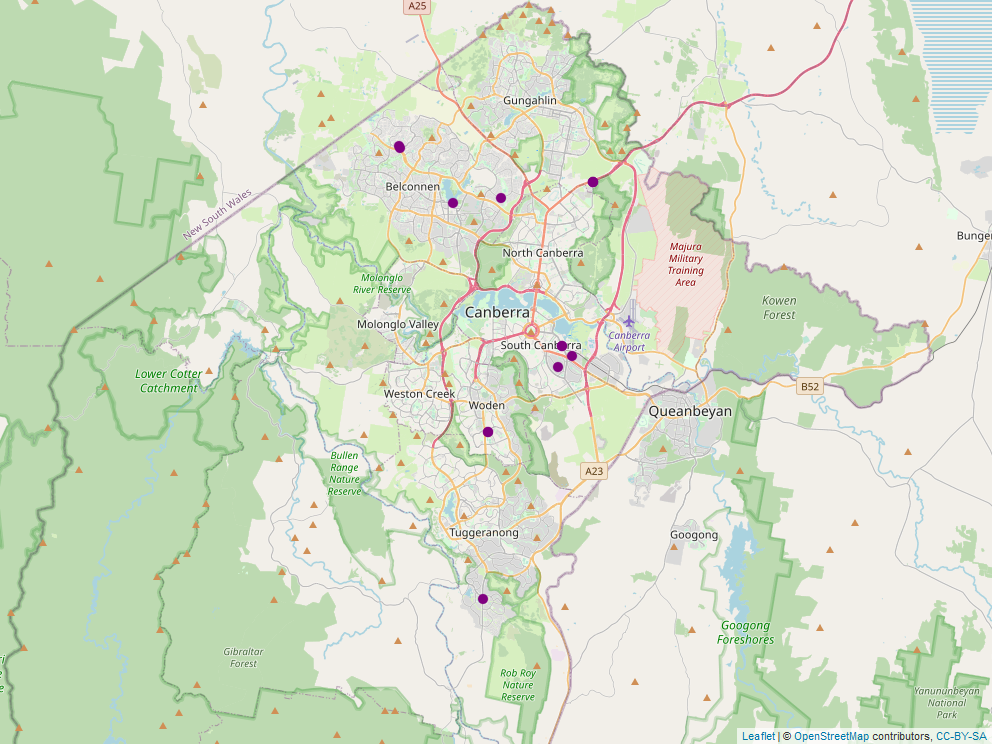 A25
Gungahlin
Belconnen
New South Wales
North Canberra
Majura
Military
Training
Area
Bunger
Molonglo
River Reserve
Kowen
Forest
Canberra
Molonglo Valley
South Canberra
Canberra
Airport
Lower Cotter
Catchment
Weston Creek
B52
Woden
Queanbeyan
Bullen
Range
Nature
Reserve
A23
Tuggeranong
Googong
Googong
Foreshores
Gibraltar
Forest
Rob Roy
Nature
Reserve
Yanununbeyan
National
Park
Leaflet | © OpenStreetMap contributors, CC-BY-SA